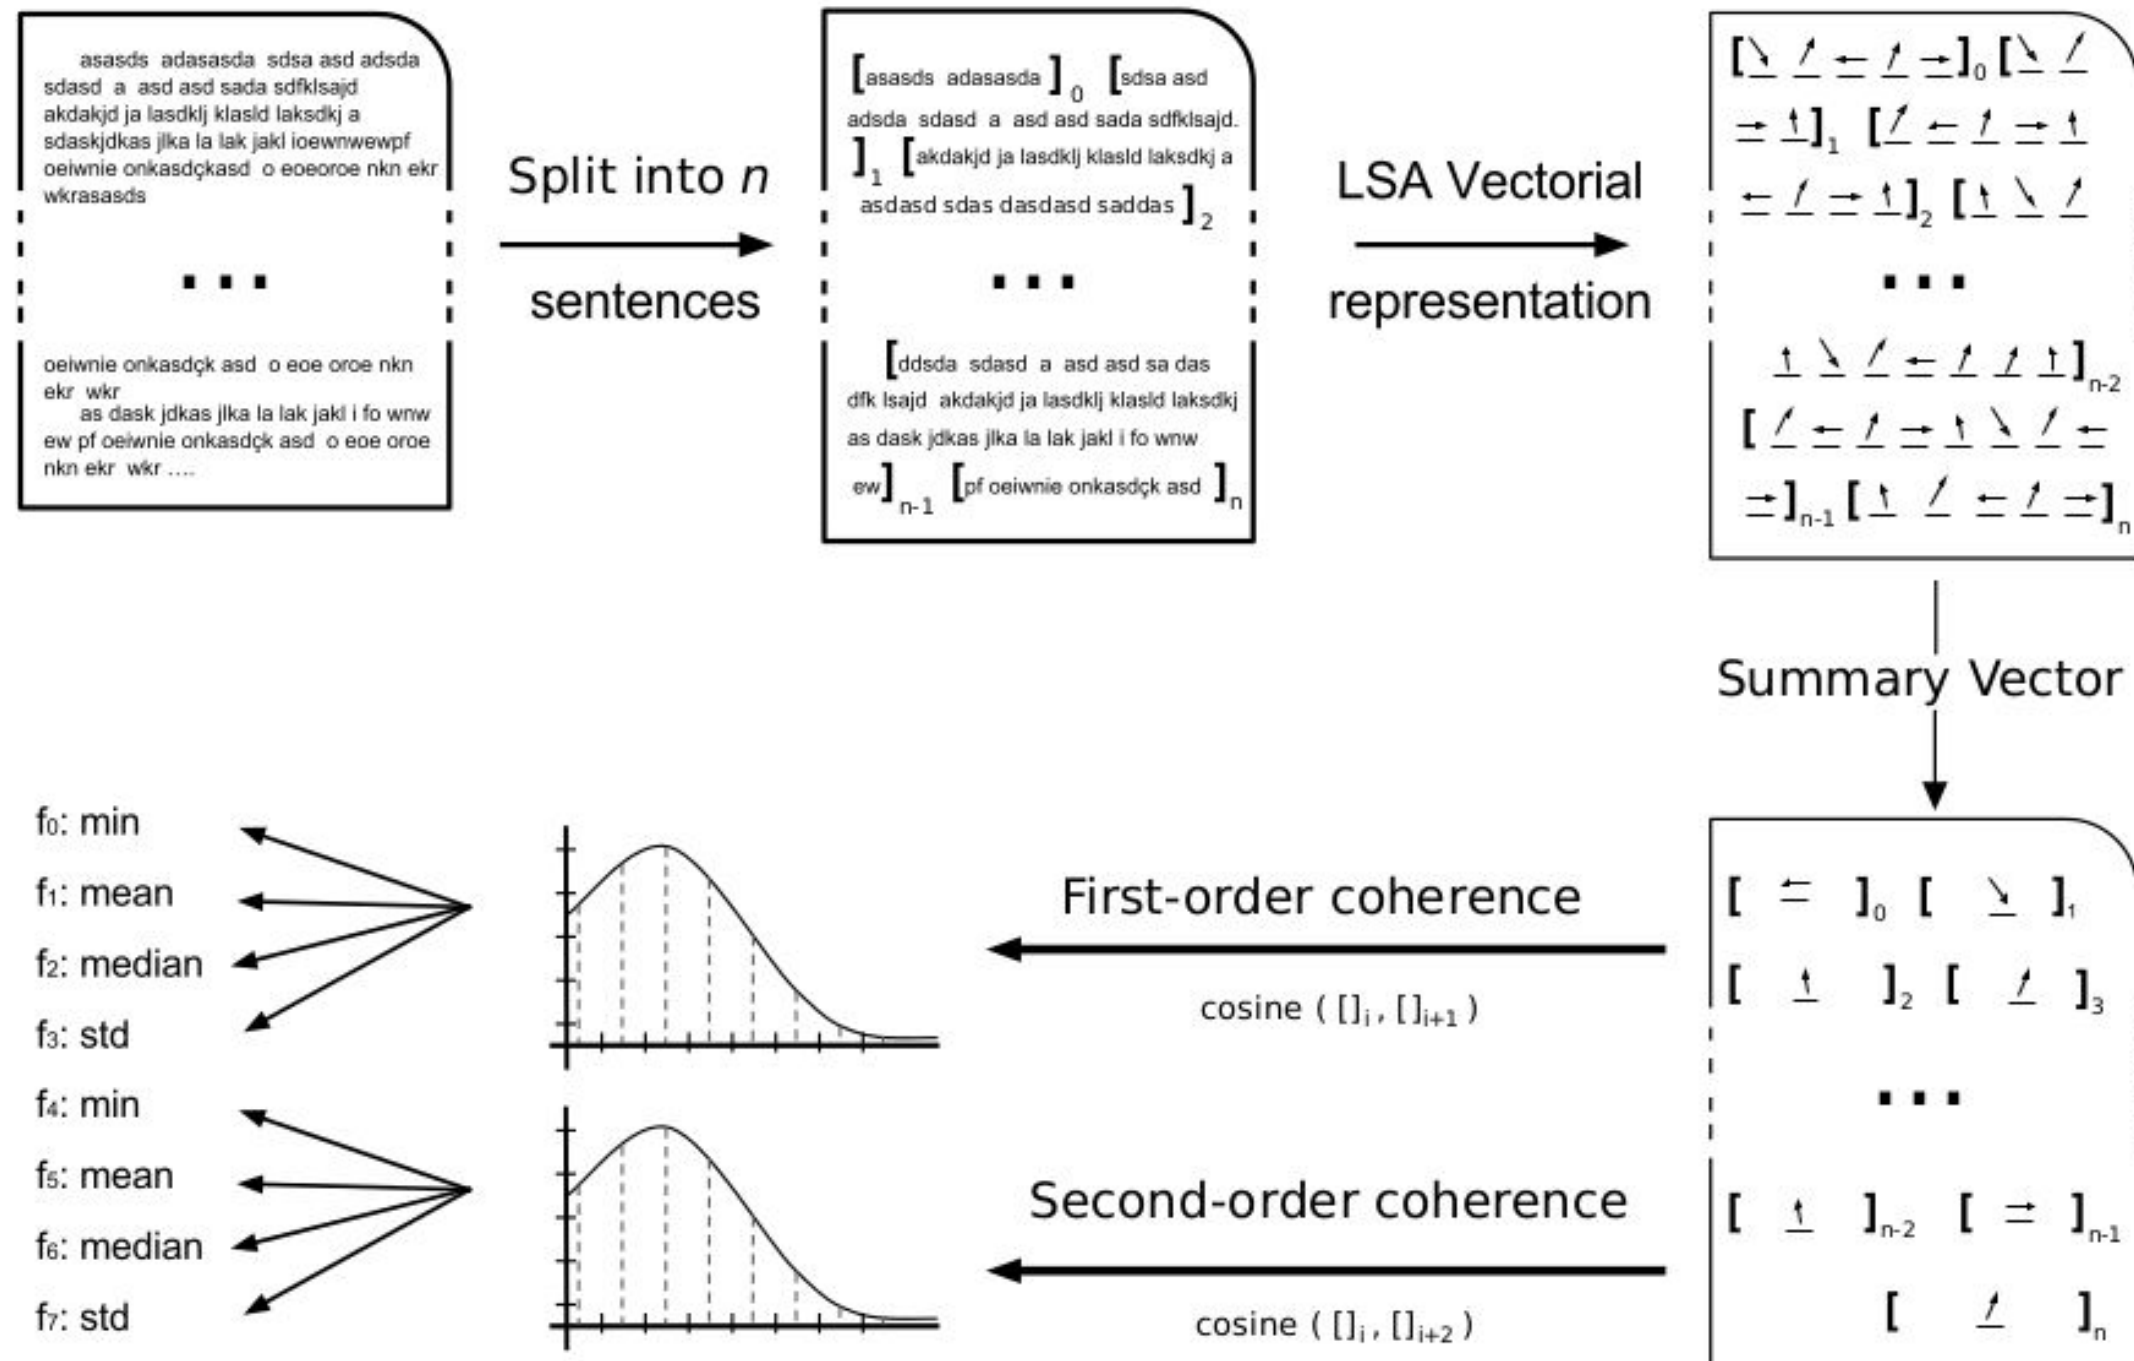 asasds adasasda sdsa asd adsda
sdasd a asd asd sada sdfklsajd
akdakjd ja lasdklj klasld laksdkj a
sdaskjdkas jlka la lak jakl ioewnwewpf
oeiwnie onkasdçkasd o eoeoroe nkn ekr
wkrasasds
...
oeiwnie onkasdçk asd o eoe oroe nkn
ekr wkr
as dask jdkas jlka la lak jakl i fo wnw
ew pf oeiwnie onkasdçk asd o eoe oroe
nkn ekr wkr ....
Split into n
sentences
[asasds adasasda ]0 [sdsa asd
adsda sdasd a asd asd sada sdfklsajd.
]1 [akdakjd ja lasdklj klasld laksdkj a
asdasd sdas dasdasd saddas ]2
...
[ddsda sdasd a asd asd sa das
dfk lsajd akdakjd ja lasdklj klasld laksdkj
as dask jdkas jlka la lak jakl i fo wnw
ew]n-1 [pf oeiwnie onkasdçk asd ]n
LSA Vectorial
representation
[ ]0 [
]1 [
]2 [
...
]n-2
[
]n-1 [ ]n
Summary Vector
[ ]0 [ ]1
[ ]2 [ ]3
...
[ ]n-2 [ ]n-1
[ ]n
First-order coherence
cosine ( []i , []i+1 )
Second-order coherence
cosine ( []i , []i+2 )
f0: min
f1: mean
f2: median
f3: std
f4: min
f5: mean
f6: median
f7: std